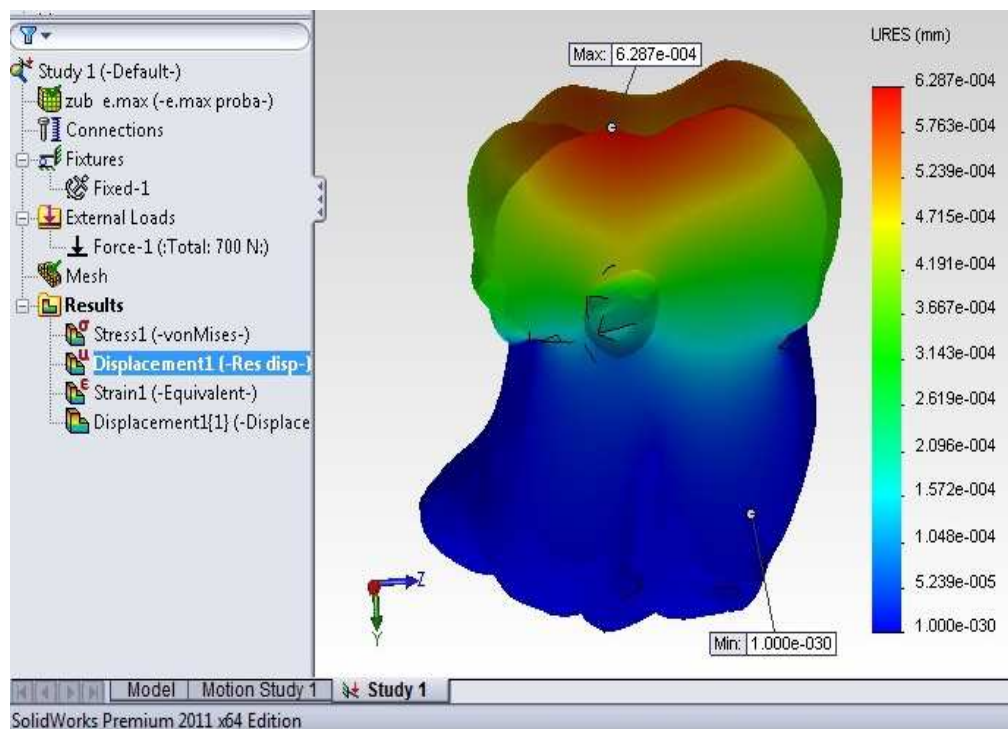 Study 1 (-Default-)
zub e.max (-e.max proba-)
Connections
Fixtures
Fixed-1
External Loads
Force-1 (:Total: 700 N:)
Mesh
Results
Stress1 (-vonMises-)
Displacement1 (-Res disp-)
Strain1 (-Equivalent-)
Displacement1{1} (-Displace
Max: 6.287e-004
URES (mm)
6.287e-004
5.763e-004
5.239e-004
4.715e-004
4.191e-004
3.667e-004
3.143e-004
2.619e-004
2.096e-004
1.572e-004
1.048e-004
5.239e-005
1.000e-030
Min: 1.000e-030
Z
Y
Model Motion Study 1 Study 1
SolidWorks Premium 2011 x64 Edition